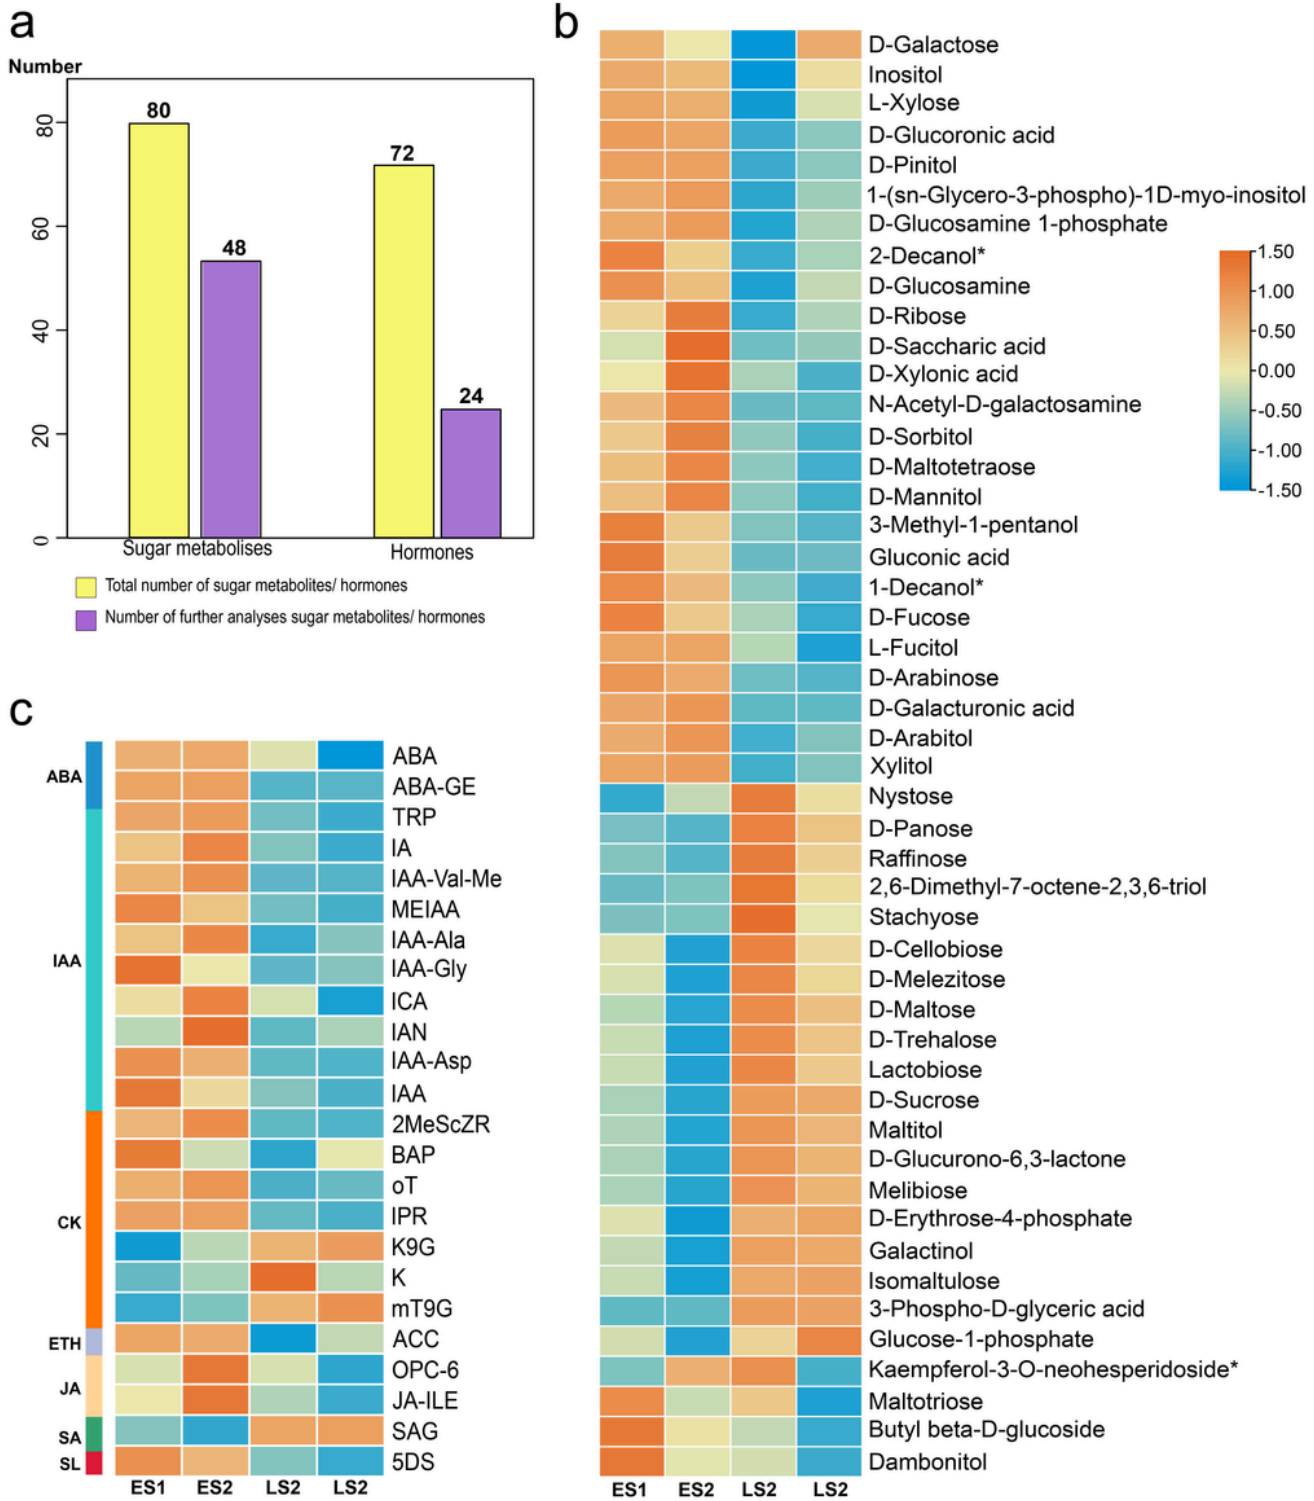 a
Number
80
48
72
24
80
60
40
20
0
Sugar metabolises
Hormones
Total number of sugar metabolites/ hormones
Number of further analyses sugar metabolites/ hormones
b
D-Galactose
Inositol
L-Xylose
D-Glucoronic acid
D-Pinitol
1-(sn-Glycero-3-phospho)-1D-myo-inositol
D-Glucosamine 1-phosphate
2-Decanol*
D-Glucosamine
D-Ribose
D-Saccharic acid
D-Xylonic acid
N-Acetyl-D-galactosamine
D-Sorbitol
D-Maltotetraose
D-Mannitol
3-Methyl-1-pentanol
Gluconic acid
1-Decanol*
D-Fucose
L-Fucitol
D-Arabinose
D-Galacturonic acid
D-Arabitol
Xylitol
Nystose
D-Panose
Raffinose
2,6-Dimethyl-7-octene-2,3,6-triol
Stachyose
D-Cellobiose
D-Melezitose
D-Maltose
D-Trehalose
Lactobiose
D-Sucrose
Maltitol
D-Glucurono-6,3-lactone
Melibiose
D-Erythrose-4-phosphate
Galactinol
Isomaltulose
3-Phospho-D-glyceric acid
Glucose-1-phosphate
Kaempferol-3-O-neohesperidoside*
Maltotriose
Butyl beta-D-glucoside
Dambonitol
ES1 ES2 LS2 LS2
1.50
1.00
0.50
0.00
-0.50
-1.00
-1.50
c
ABA
IAA
CK
ETH
JA
SA
SL
ABA
ABA-GE
TRP
IA
IAA-Val-Me
MEIAA
IAA-Ala
IAA-Gly
ICA
IAN
IAA-Asp
IAA
2MeScZR
BAP
oT
IPR
K9G
K
mT9G
ACC
OPC-6
JA-ILE
SAG
5DS
ES1 ES2 LS2 LS2